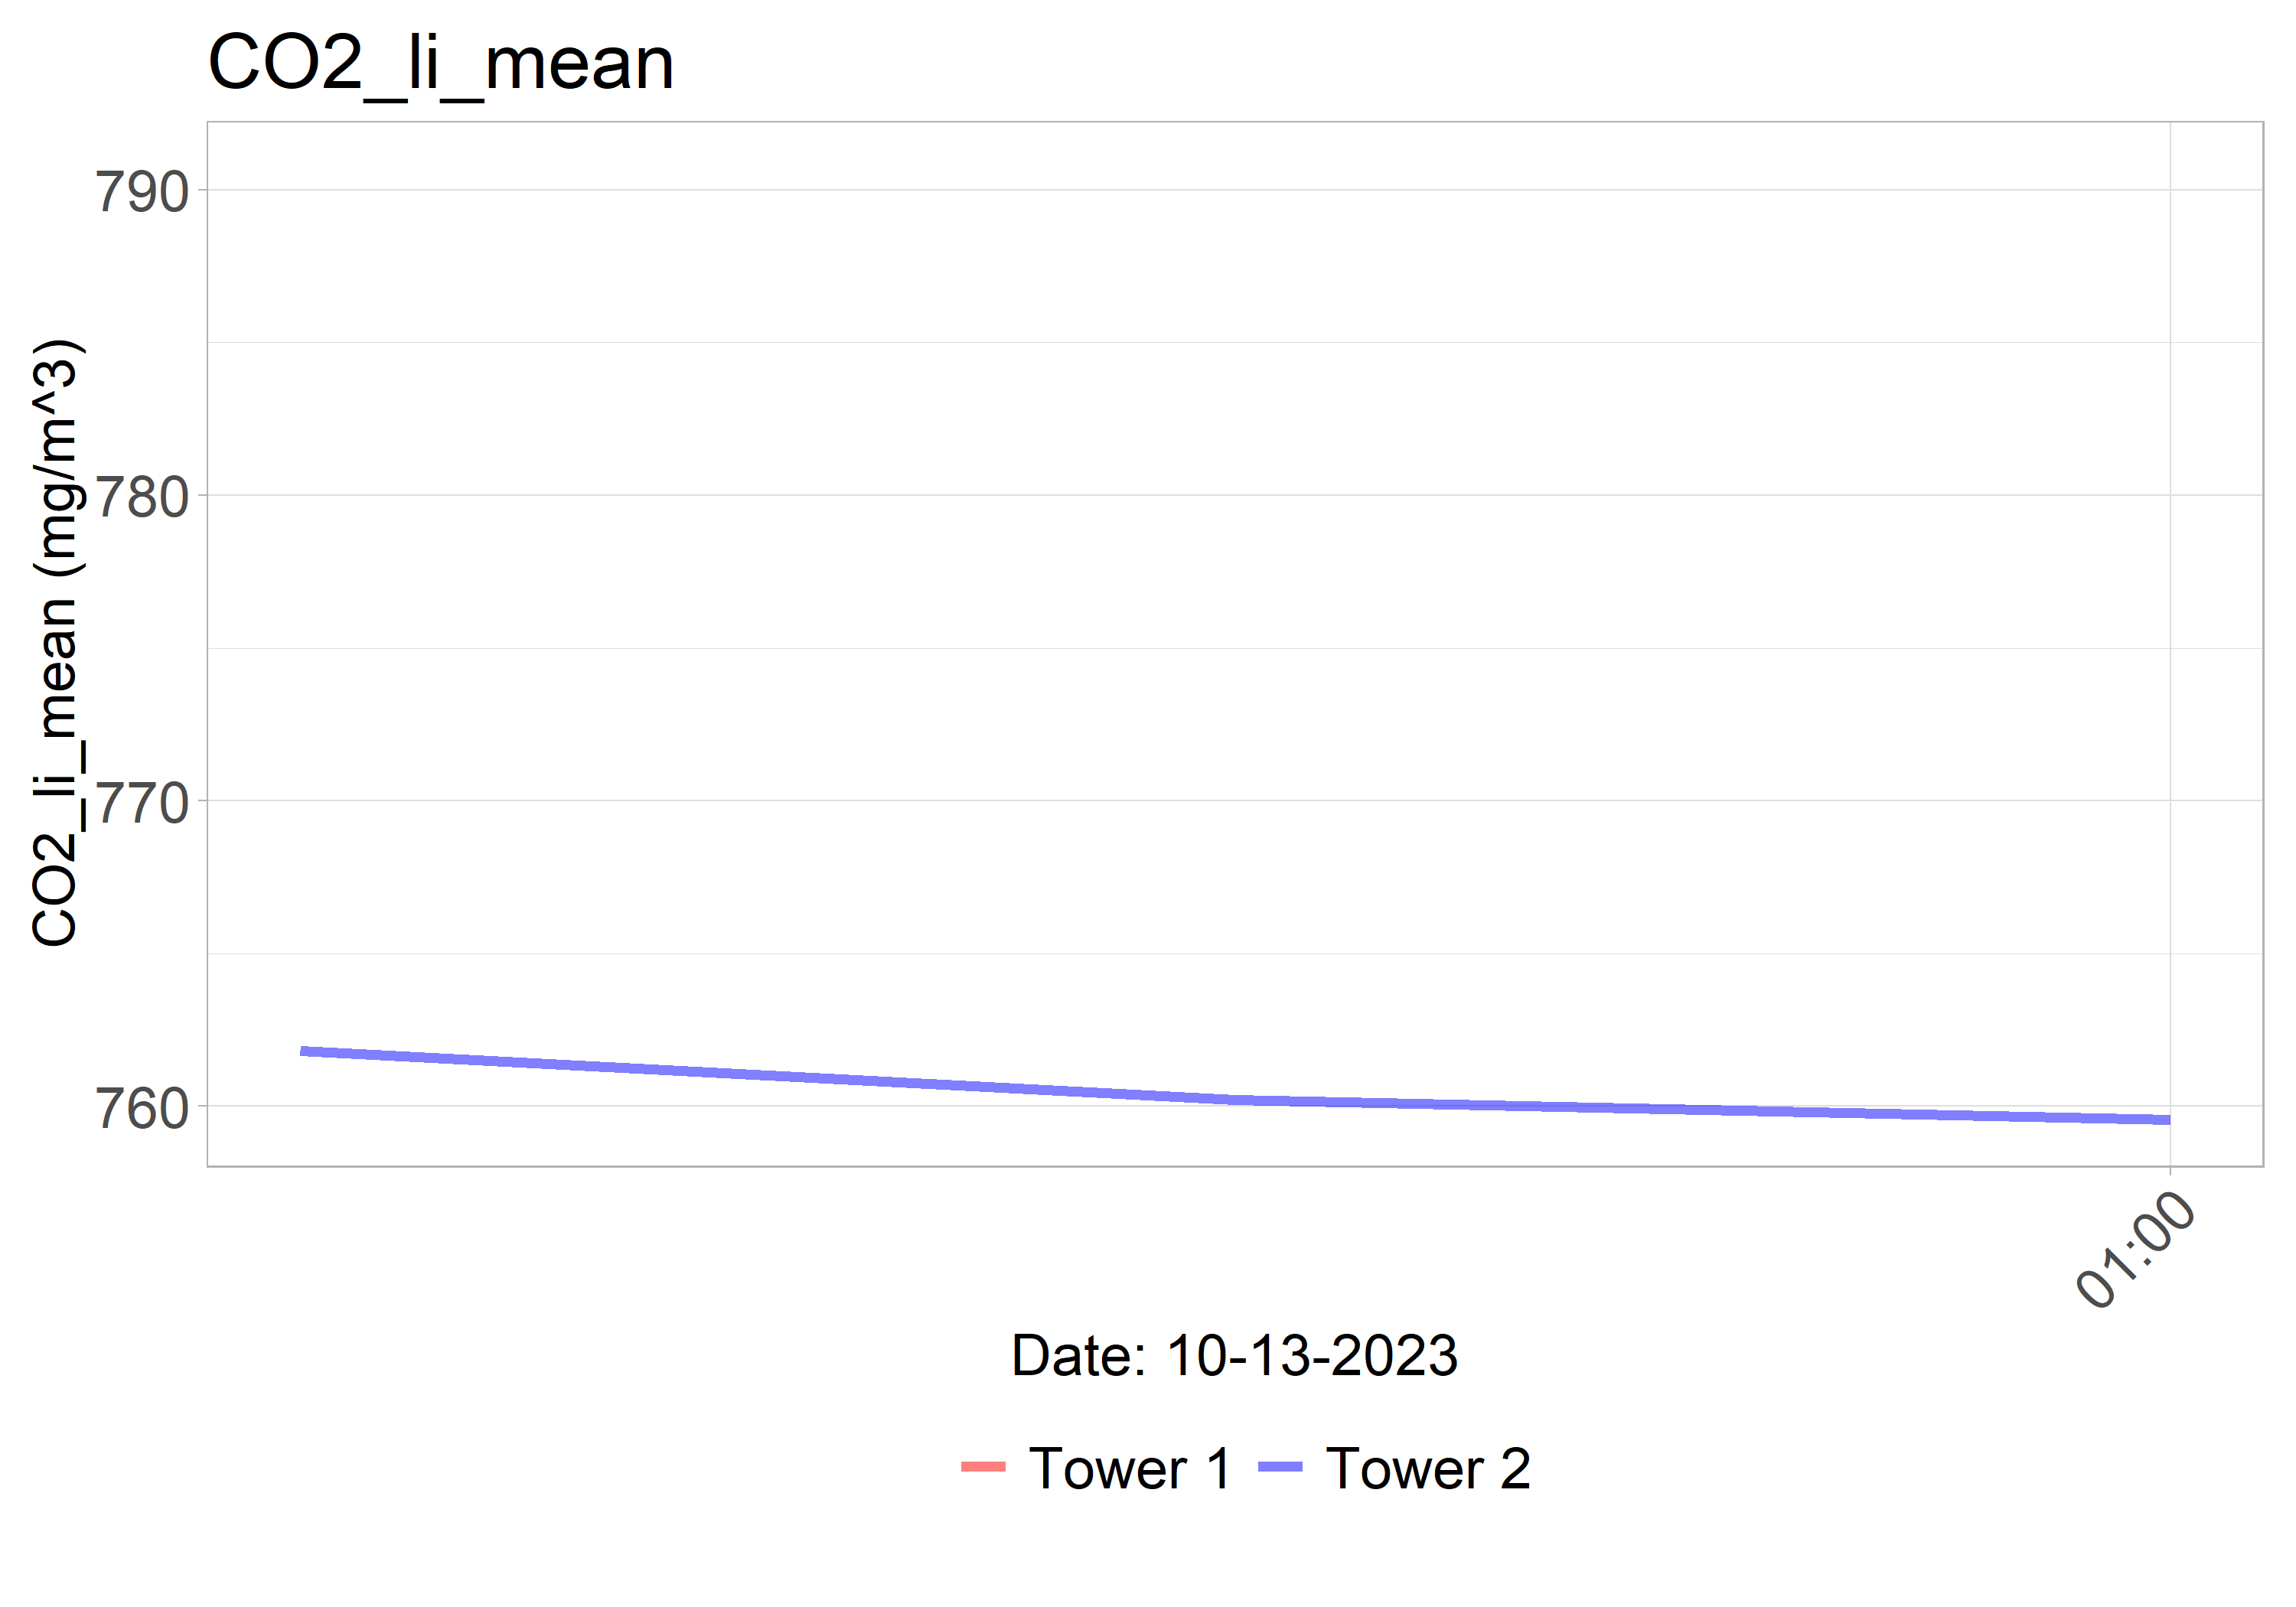 CO2_li_mean
CO2_li_mean (mg/m^3)
790
780
770
760
01:00
Date: 10-13-2023
Tower 1 Tower 2